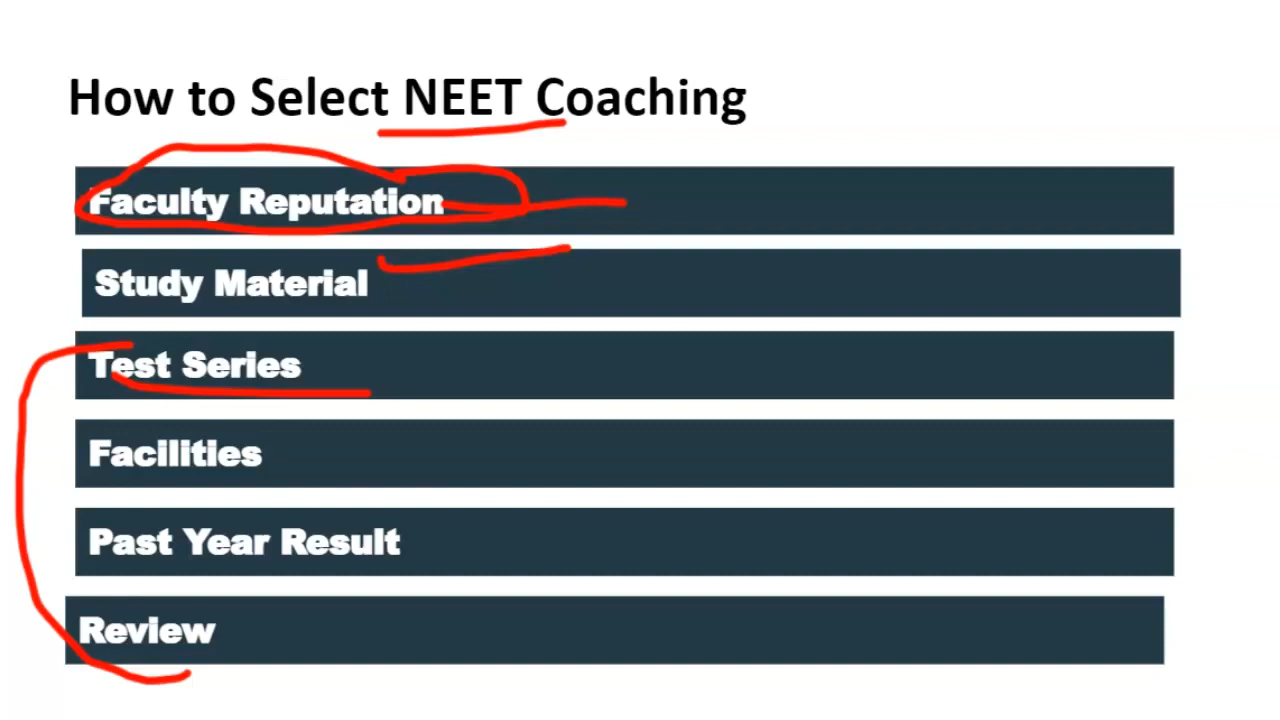 How to Select NEET Coaching
Faculty Reputation
Study Material
Test Series
Facilities
Past Year Result
Review